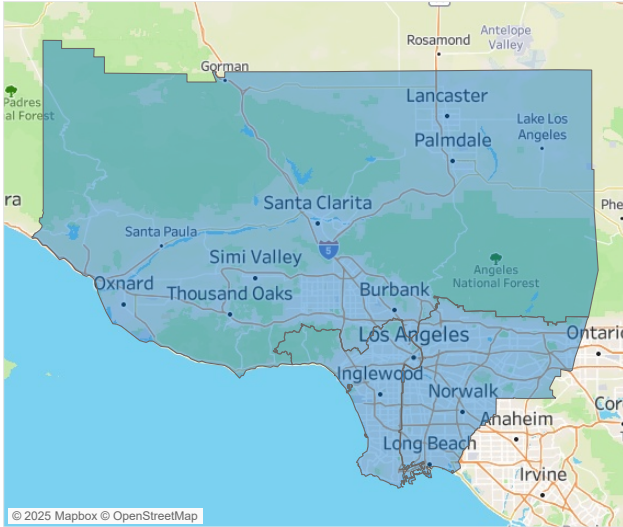 Rosamond
Antelope
Valley
Gorman
Padres
al Forest
Lancaster
Lake Los
Angeles
Palmdale
ra
Santa Clarita
Phe
Santa Paula
5
Simi Valley
Angeles
National Forest
Oxnard
Thousand Oaks
Burbank
Los Angeles
Ontario
Inglewood
Norwalk
Cor
Anaheim
Long Beach
Irvine
© 2025 Mapbox © OpenStreetMap